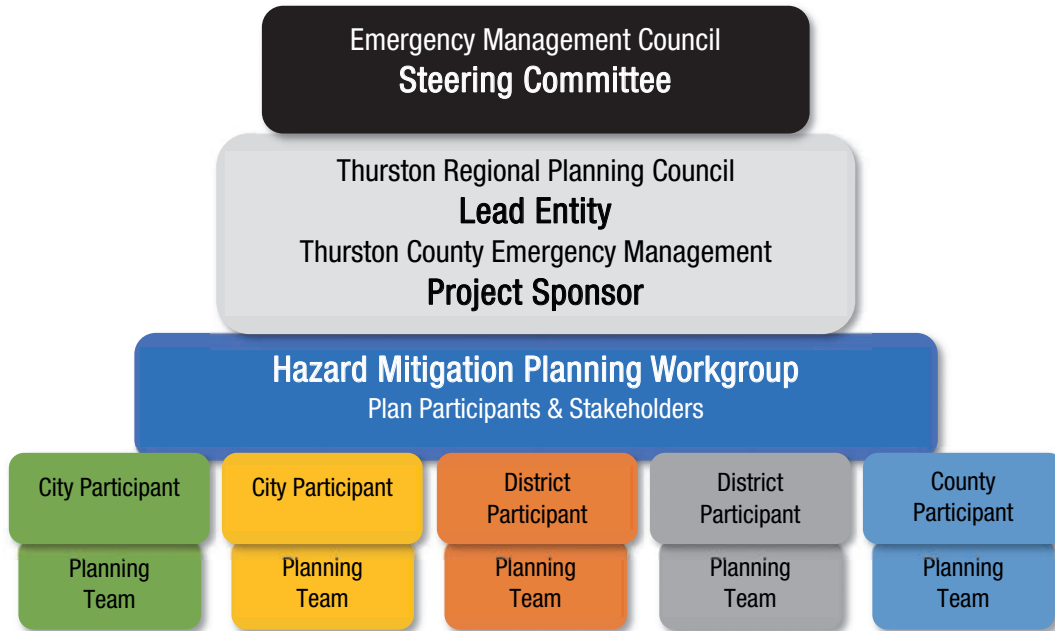 Emergency Management Council
Steering Committee
Thurston Regional Planning Council
Lead Entity
Thurston County Emergency Management
Project Sponsor
Hazard Mitigation Planning Workgroup
Plan Participants & Stakeholders
City Participant
City Participant
District
Participant
District
Participant
County
Participant
Planning
Team
Planning
Team
Planning
Team
Planning
Team
Planning
Team